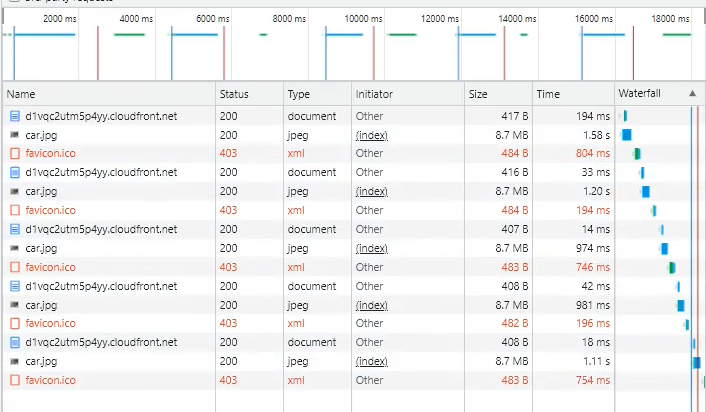 2000 ms 4000 ms 6000 ms 8000 ms 10000 ms 12000 ms 14000 ms 16000 ms 18000 ms
Name Status Type Initiator Size Time Waterfall ▲
d1vqc2utm5p4yy.cloudfront.net 200 document Other 417 B 194 ms
car.jpg 200 jpeg (index) 8.7 MB 1.58 s
favicon.ico 403 xml Other 484 B 804 ms
d1vqc2utm5p4yy.cloudfront.net 200 document Other 416 B 33 ms
car.jpg 200 jpeg (index) 8.7 MB 1.20 s
favicon.ico 403 xml Other 484 B 194 ms
d1vqc2utm5p4yy.cloudfront.net 200 document Other 407 B 14 ms
car.jpg 200 jpeg (index) 8.7 MB 974 ms
favicon.ico 403 xml Other 483 B 746 ms
d1vqc2utm5p4yy.cloudfront.net 200 document Other 408 B 42 ms
car.jpg 200 jpeg (index) 8.7 MB 981 ms
favicon.ico 403 xml Other 482 B 196 ms
d1vqc2utm5p4yy.cloudfront.net 200 document Other 408 B 18 ms
car.jpg 200 jpeg (index) 8.7 MB 1.11 s
favicon.ico 403 xml Other 483 B 754 ms